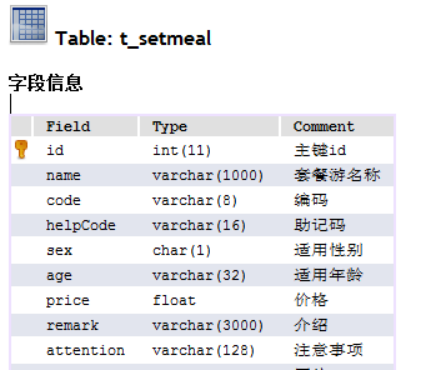 Table: t_setmeal
字段信息
Field Type Comment
id int(11) 主键id
name varchar(1000) 套餐游名称
code varchar(8) 编码
helpCode varchar(16) 助记码
sex char(1) 适用性别
age varchar(32) 适用年龄
price float 价格
remark varchar(3000) 介绍
attention varchar(128) 注意事项